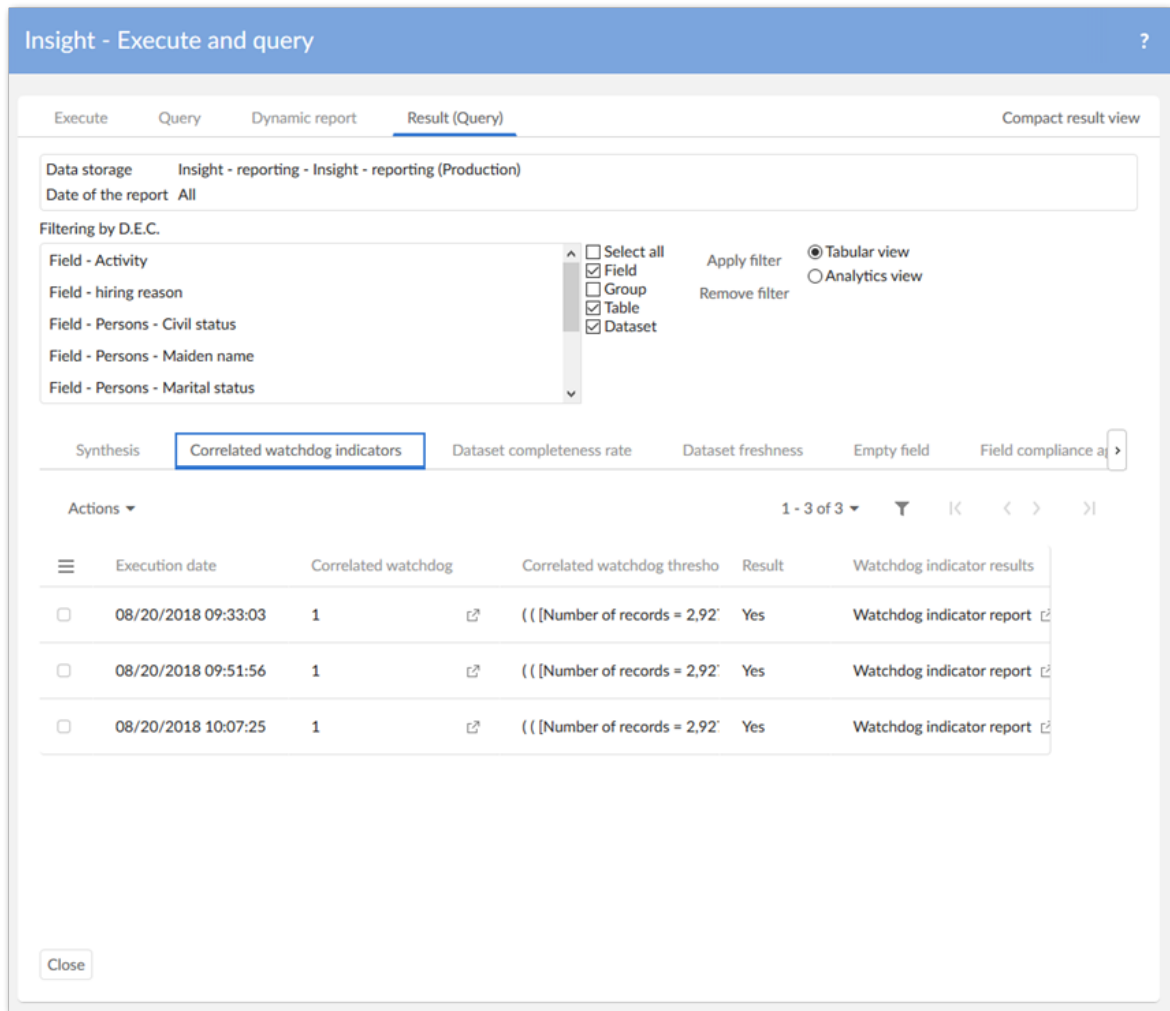 Insight - Execute and query ?
Execute Query Dynamic report Result (Query) Compact result view
Data storage Insight - reporting - Insight - reporting (Production)
Date of the report All
Filtering by D.E.C.
Field - Activity
Field - hiring reason
Field - Persons - Civil status
Field - Persons - Maiden name
Field - Persons - Marital status
Select all
Field
Group
Table
Dataset
Apply filter
Remove filter
Tabular view
Analytics view
Synthesis Correlated watchdog indicators Dataset completeness rate Dataset freshness Empty field Field compliance
Actions 1 - 3 of 3
Execution date Correlated watchdog Correlated watchdog thresho Result Watchdog indicator results
08/20/2018 09:33:03 1 ( ( [Number of records = 2,92 Yes Watchdog indicator report
08/20/2018 09:51:56 1 ( ( [Number of records = 2,92 Yes Watchdog indicator report
08/20/2018 10:07:25 1 ( ( [Number of records = 2,92 Yes Watchdog indicator report
Close